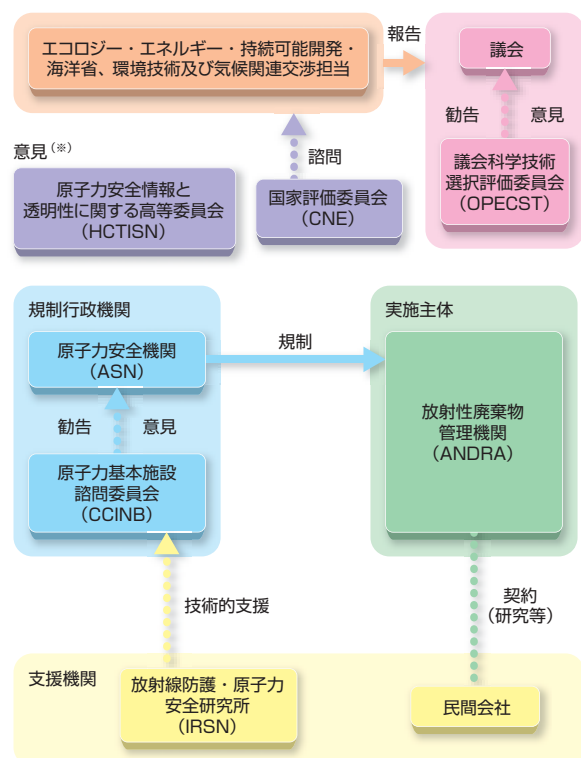 エコロジー・エネルギー・持続可能開発・
海洋省、環境技術及び気候関連交渉担当
報告
議会
勧告
意見
議会科学技術
選択評価委員会
(OPECST)
諮問
意見(※)
原子力安全情報と
透明性に関する高等委員会
(HCTISN)
国家評価委員会
(CNE)
規制行政機関
原子力安全機関
(ASN)
規制
実施主体
放射性廃棄物
管理機関
(ANDRA)
勧告
意見
原子力基本施設
諮問委員会
(CCINB)
技術的支援
契約
(研究等)
支援機関
放射線防護・原子力
安全研究所
(IRSN)
民間会社